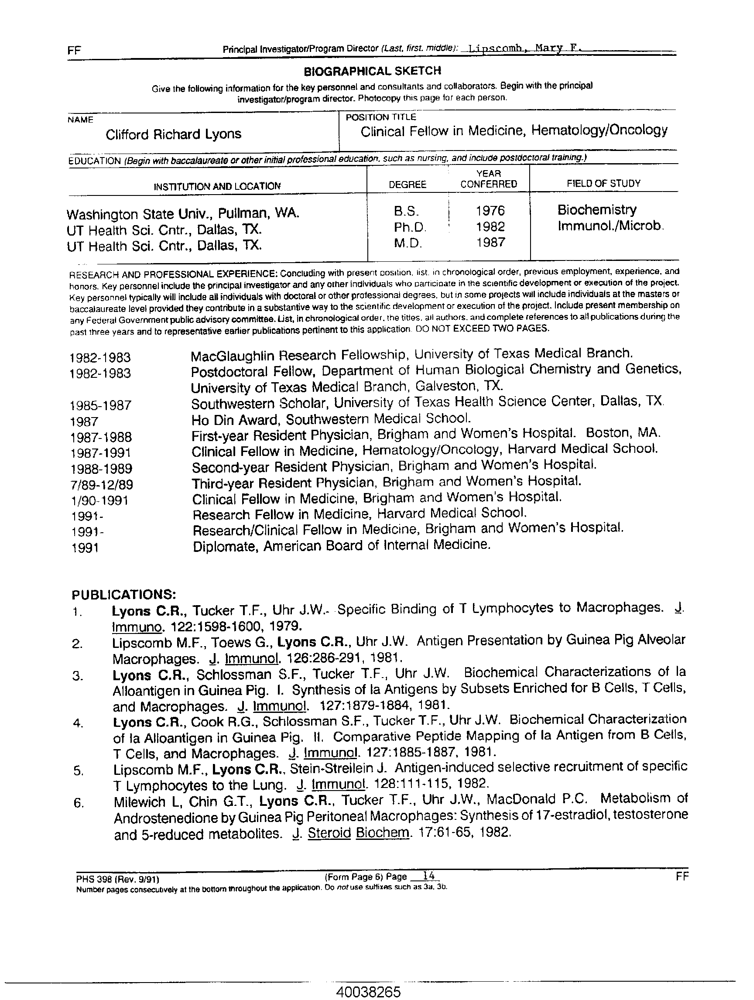 FF Principal Investigator/Program Director (Last, first, middle): Lipscomb, Mary F.
BIOGRAPHICAL SKETCH
Give the following information for the key personnel and consultants and collaborators. Begin with the principal
investigator/program director. Photocopy this page for each person.
NAME POSITION TITLE
Clifford Richard Lyons Clinical Fellow in Medicine, Hematology/Oncology
EDUCATION (Begin with baccalaureate or other initial professional education, such as nursing, and include postdoctoral training.)
INSTITUTION AND LOCATION DEGREE YEAR CONFERRED FIELD OF STUDY
Washington State Univ., Pullman, WA. B.S. 1976 Biochemistry
UT Health Sci. Cntr., Dallas, TX. Ph.D. 1982 Immunol./Microb.
UT Health Sci. Cntr., Dallas, TX. M.D. 1987
RESEARCH AND PROFESSIONAL EXPERIENCE: Concluding with present position, list, in chronological order, previous employment, experience, and
honors. Key personnel include the principal investigator and any other individuals who participate in the scientific development or execution of the project.
Key personnel typically will include all individuals with doctoral or other professional degrees, but in some projects will include individuals at the masters or
baccalaureate level provided they contribute in a substantive way to the scientific development or execution of the project. Include present membership on
any Federal Government public advisory committee. List, in chronological order, the titles, all authors, and complete references to all publications during the
past three years and to representative earlier publications pertinent to this application. DO NOT EXCEED TWO PAGES.
1982-1983 MacGlaughlin Research Fellowship, University of Texas Medical Branch.
1982-1983 Postdoctoral Fellow, Department of Human Biological Chemistry and Genetics,
University of Texas Medical Branch, Galveston, TX.
1985-1987 Southwestern Scholar, University of Texas Health Science Center, Dallas, TX.
1987 Ho Din Award, Southwestern Medical School.
1987-1988 First-year Resident Physician, Brigham and Women's Hospital. Boston, MA.
1987-1991 Clinical Fellow in Medicine, Hematology/Oncology, Harvard Medical School.
1988-1989 Second-year Resident Physician, Brigham and Women's Hospital.
7/89-12/89 Third-year Resident Physician, Brigham and Women's Hospital.
1/90-1991 Clinical Fellow in Medicine, Brigham and Women's Hospital.
1991- Research Fellow in Medicine, Harvard Medical School.
1991- Research/Clinical Fellow in Medicine, Brigham and Women's Hospital.
1991 Diplomate, American Board of Internal Medicine.
PUBLICATIONS:
1. Lyons C.R., Tucker T.F., Uhr J.W.- Specific Binding of T Lymphocytes to Macrophages. J.
Immuno. 122:1598-1600, 1979.
2. Lipscomb M.F., Toews G., Lyons C.R., Uhr J.W. Antigen Presentation by Guinea Pig Alveolar
Macrophages. J. Immunol. 126:286-291, 1981.
3. Lyons C.R., Schlossman S.F., Tucker T.F., Uhr J.W. Biochemical Characterizations of Ia
Alloantigen in Guinea Pig. I. Synthesis of Ia Antigens by Subsets Enriched for B Cells, T Cells,
and Macrophages. J. Immunol. 127:1879-1884, 1981.
4. Lyons C.R., Cook R.G., Schlossman S.F., Tucker T.F., Uhr J.W. Biochemical Characterization
of Ia Alloantigen in Guinea Pig. II. Comparative Peptide Mapping of Ia Antigen from B Cells,
T Cells, and Macrophages. J. Immunol. 127:1885-1887, 1981.
5. Lipscomb M.F., Lyons C.R., Stein-Streilein J. Antigen-induced selective recruitment of specific
T Lymphocytes to the Lung. J. Immunol. 128:111-115, 1982.
6. Milewich L, Chin G.T., Lyons C.R., Tucker T.F., Uhr J.W., MacDonald P.C. Metabolism of
Androstenedione by Guinea Pig Peritoneal Macrophages: Synthesis of 17-estradiol, testosterone
and 5-reduced metabolites. J. Steroid Biochem. 17:61-65, 1982.
PHS 398 (Rev. 9/91) (Form Page 6) Page 14 FF
Number pages consecutively at the bottom throughout the application. Do not use suffixes such as 3a, 3b.
40038265